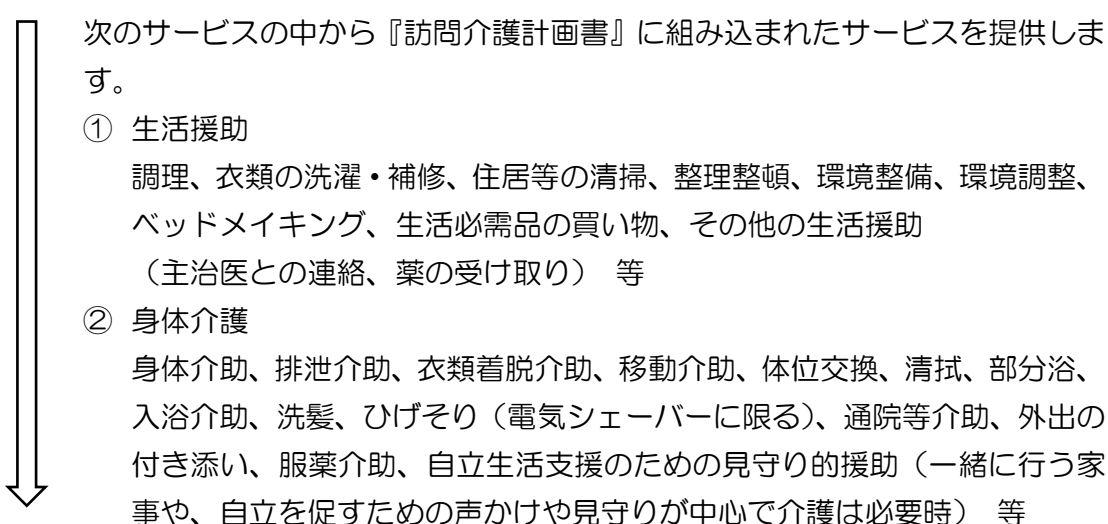 次のサービスの中から『訪問介護計画書』に組み込まれたサービスを提供しま
す。
① 生活援助
調理、衣類の洗濯・補修、住居等の清掃、整理整頓、環境整備、環境調整、
ベッドメイキング、生活必需品の買い物、その他の生活援助
（主治医との連絡、薬の受け取り） 等
② 身体介護
身体介助、排泄介助、衣類着脱介助、移動介助、体位交換、清拭、部分浴、
入浴介助、洗髪、ひげそり（電気シェーバーに限る）、通院等介助、外出の
付き添い、服薬介助、自立生活支援のための見守り的援助（一緒に行う家
事や、自立を促すための声かけや見守りが中心で介護は必要時） 等